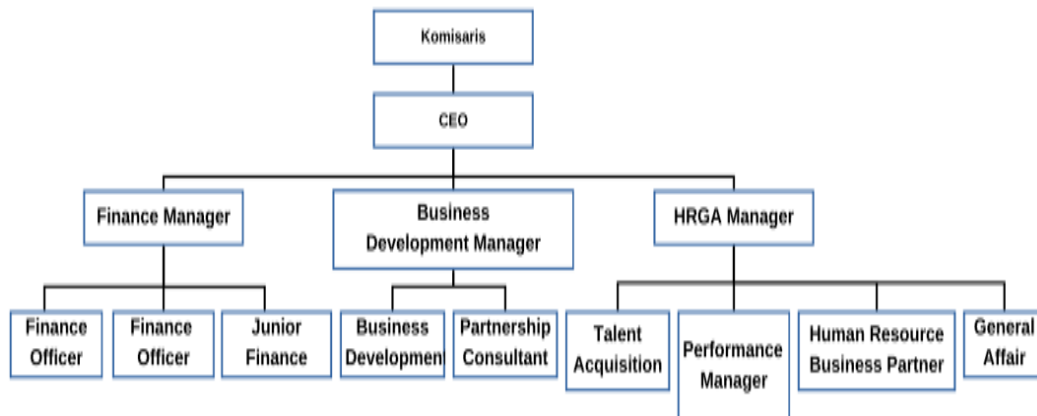 Komisaris
CEO
Finance Manager
Business
Development Manager
HRGA Manager
Finance
Officer
Finance
Officer
Junior
Finance
Business
Development
Partnership
Consultant
Talent
Acquisition
Performance
Manager
Human Resource
Business Partner
General
Affair